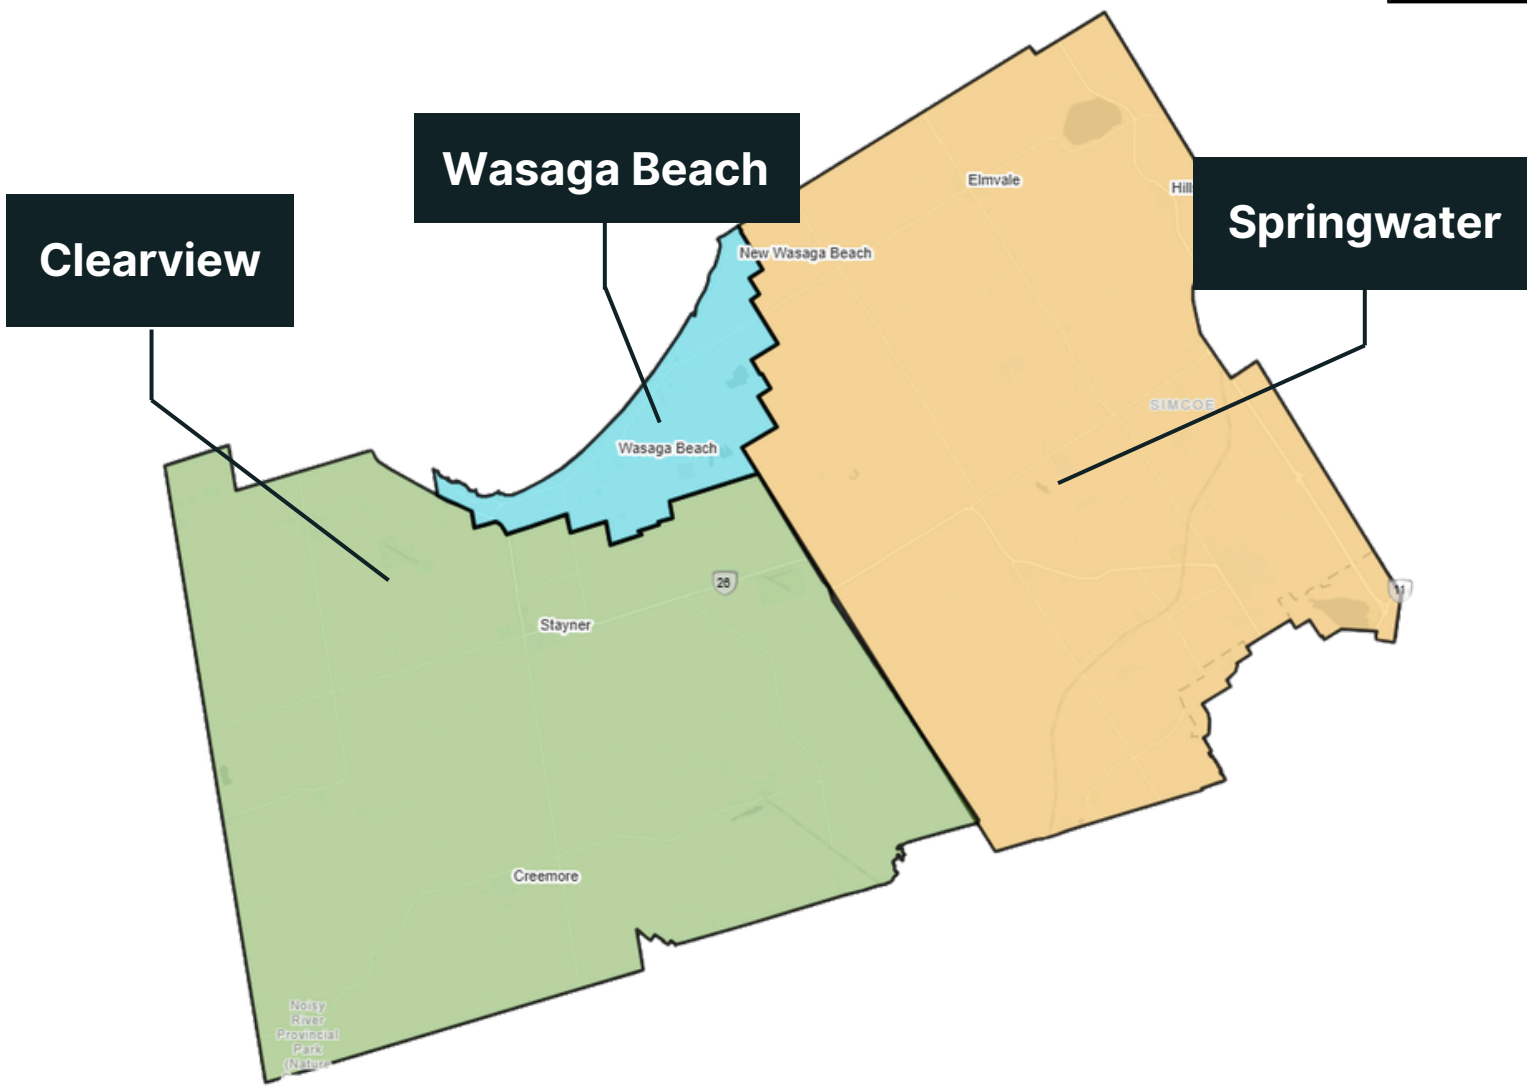 Wasaga Beach
Elmvale
Clearview
Springwater
New Wasaga Beach
SIMCOE
Wasaga Beach
26
11
Stayner
Creemore
Noisy
River
Provincial
Park
(Nature